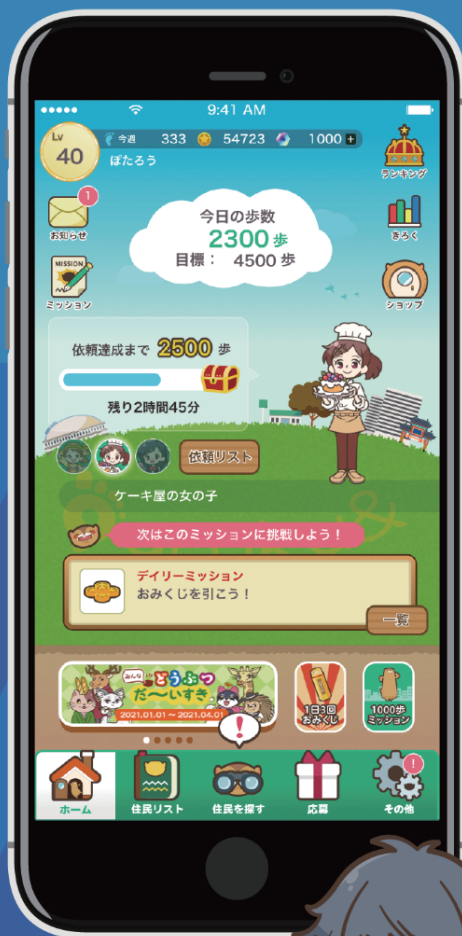 9:41 AM
Lv
40
今週 333 54723 1000
ぽたろう
ランキング
1
お知らせ
きろく
MISSION
ミッション
ショップ
今日の歩数
2300 歩
目標： 4500 歩
依頼達成まで 2500 歩
残り2時間45分
依頼リスト
ケーキ屋の女の子
次はこのミッションに挑戦しよう！
デイリーミッション
おみくじを引こう！
一覧
みんな
どうぶつ
だ〜いすき
2021.01.01 ～ 2021.04.01
1日3回
おみくじ
1000歩
ミッション
!
!
ホーム
住民リスト
住民を探す
応募
その他